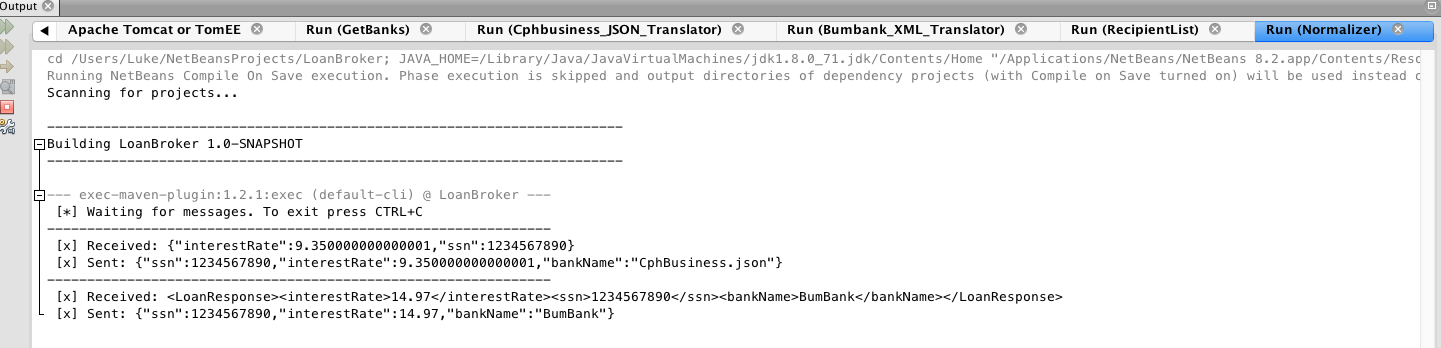 Output
Apache Tomcat or TomEE Run (GetBanks) Run (Cphbusiness_JSON_Translator) Run (Bumbank_XML_Translator) Run (RecipientList) Run (Normalizer)
cd /Users/Luke/NetBeansProjects/LoanBroker; JAVA_HOME=/Library/Java/JavaVirtualMachines/jdk1.8.0_71.jdk/Contents/Home "/Applications/NetBeans/NetBeans 8.2.app/Contents/Resc
Running NetBeans Compile On Save execution. Phase execution is skipped and output directories of dependency projects (with Compile on Save turned on) will be used instead
Scanning for projects...
------------------------------------------------------------------------
Building LoanBroker 1.0-SNAPSHOT
------------------------------------------------------------------------
--- exec-maven-plugin:1.2.1:exec (default-cli) @ LoanBroker ---
[*] Waiting for messages. To exit press CTRL+C
---------------------------------------------------------------
[x] Received: {"interestRate":9.350000000000001,"ssn":1234567890}
[x] Sent: {"ssn":1234567890,"interestRate":9.350000000000001,"bankName":"CphBusiness.json"}
---------------------------------------------------------------
[x] Received: <LoanResponse><interestRate>14.97</interestRate><ssn>1234567890</ssn><bankName>BumBank</bankName></LoanResponse>
[x] Sent: {"ssn":1234567890,"interestRate":14.97,"bankName":"BumBank"}